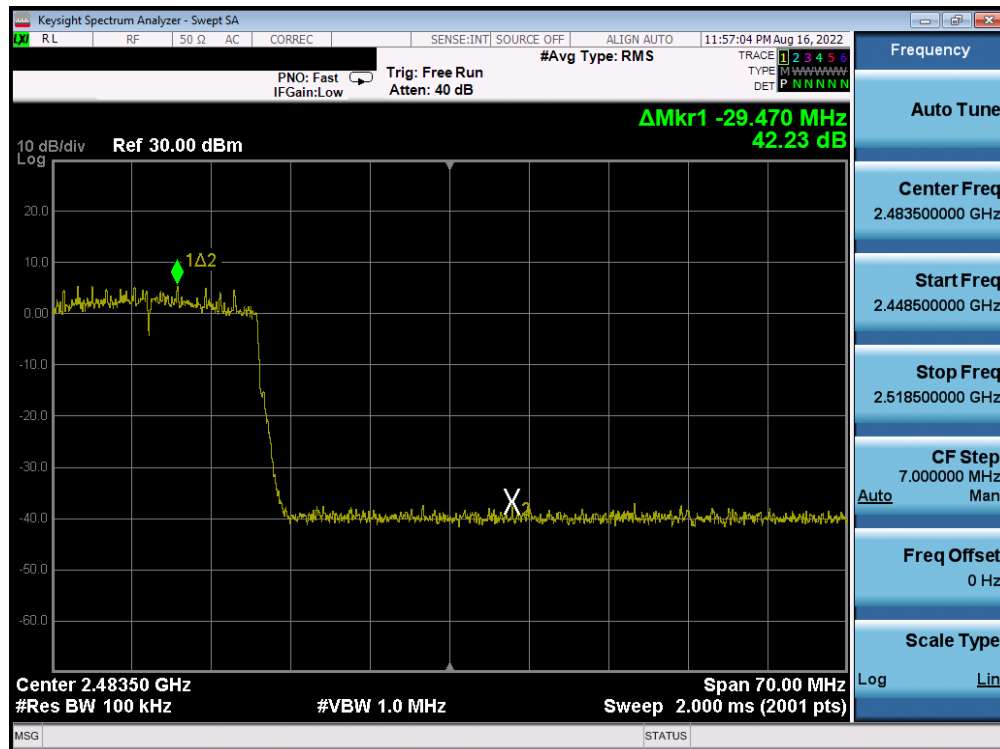 Keysight Spectrum Analyzer - Swept SA
LXI RL RF 50 Ω AC CORREC SENSE:INT SOURCE OFF ALIGN AUTO 11:57:04 PM Aug 16, 2022
PNO: Fast
IFGain:Low
Trig: Free Run
Atten: 40 dB
#Avg Type: RMS
TRACE 1 2 3 4 5 6
TYPE M WWWWW
DET P N N N N N
ΔMkr1 -29.470 MHz
42.23 dB
10 dB/div Ref 30.00 dBm
Log
20.0
1Δ2
10.0
0.00
-10.0
-20.0
-30.0
X2
-40.0
-50.0
-60.0
Center 2.48350 GHz Span 70.00 MHz
#Res BW 100 kHz #VBW 1.0 MHz Sweep 2.000 ms (2001 pts)
MSG STATUS
Frequency
Auto Tune
Center Freq
2.483500000 GHz
Start Freq
2.448500000 GHz
Stop Freq
2.518500000 GHz
CF Step
7.000000 MHz
Auto Man
Freq Offset
0 Hz
Scale Type
Log Lin